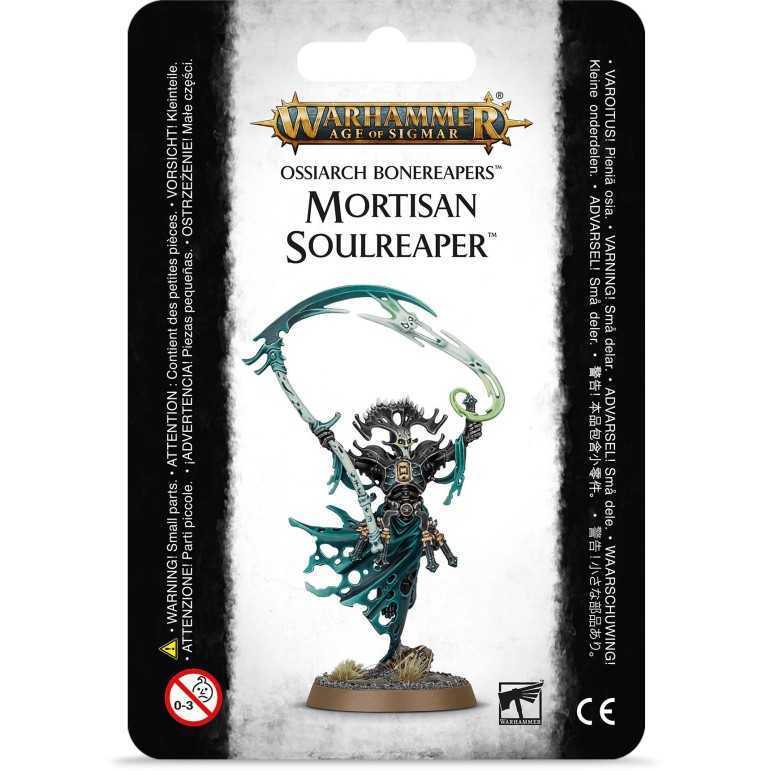 WARHAMMER®
AGE OF SIGMAR
OSSIARCH BONEREAPERS™
MORTISAN
SOULREAPER™
• WARNING! Small parts. • ATTENTION : Contient des petites pièces. • VORSICHT! Kleinteile.
• ATTENZIONE! Parti piccole. • ¡ADVERTENCIA! Piezas pequeñas. • OSTRZEŻENIE! Małe części.
• VAROITUS! Pieniä osia. • VARNING! Små delar. • ADVARSEL! Små dele. • WAARSCHUWING!
Kleine onderdelen. • ADVARSEL! Små deler. • 警告! 本品包含小零件。 • 警告! 小さな部品あり。
0-3
WARHAMMER
CE